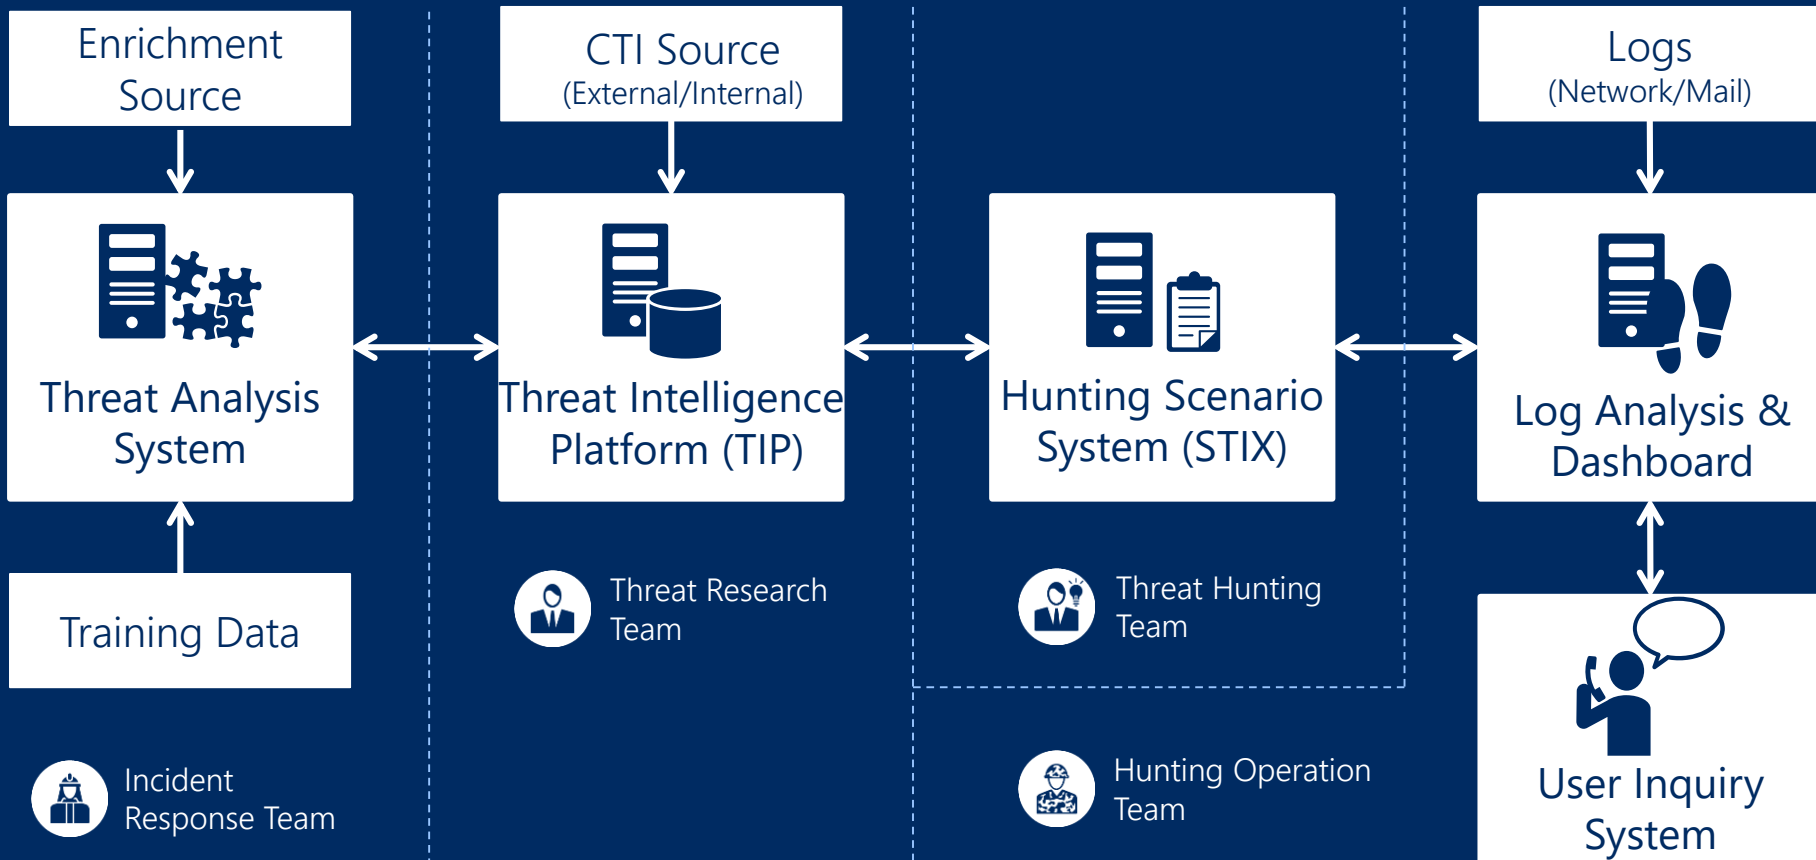 Enrichment
Source
CTI Source
(External/Internal)
Logs
(Network/Mail)
Threat Analysis
System
Threat Intelligence
Platform (TIP)
Hunting Scenario
System (STIX)
Log Analysis &
Dashboard
Training Data
Threat Research
Team
Threat Hunting
Team
Incident
Response Team
Hunting Operation
Team
User Inquiry
System